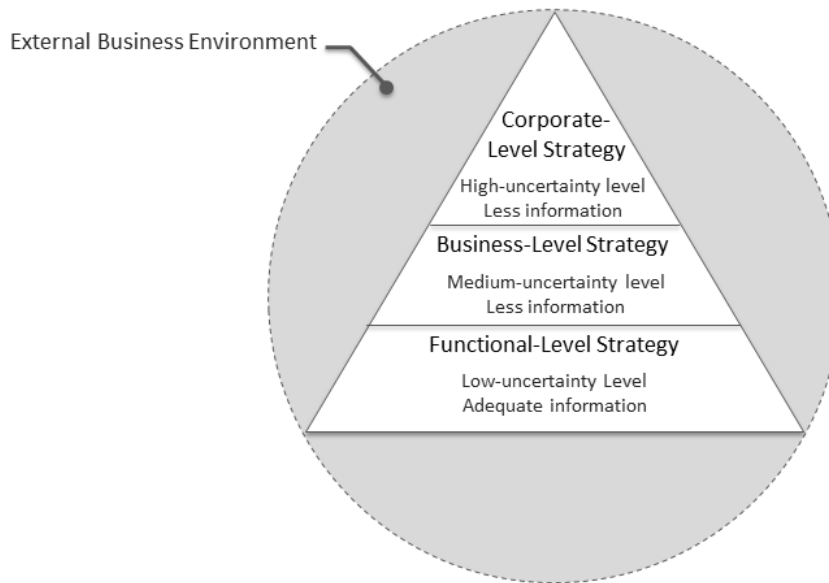 External Business Environment
Corporate-
Level Strategy
High-uncertainty level
Less information
Business-Level Strategy
Medium-uncertainty level
Less information
Functional-Level Strategy
Low-uncertainty Level
Adequate information